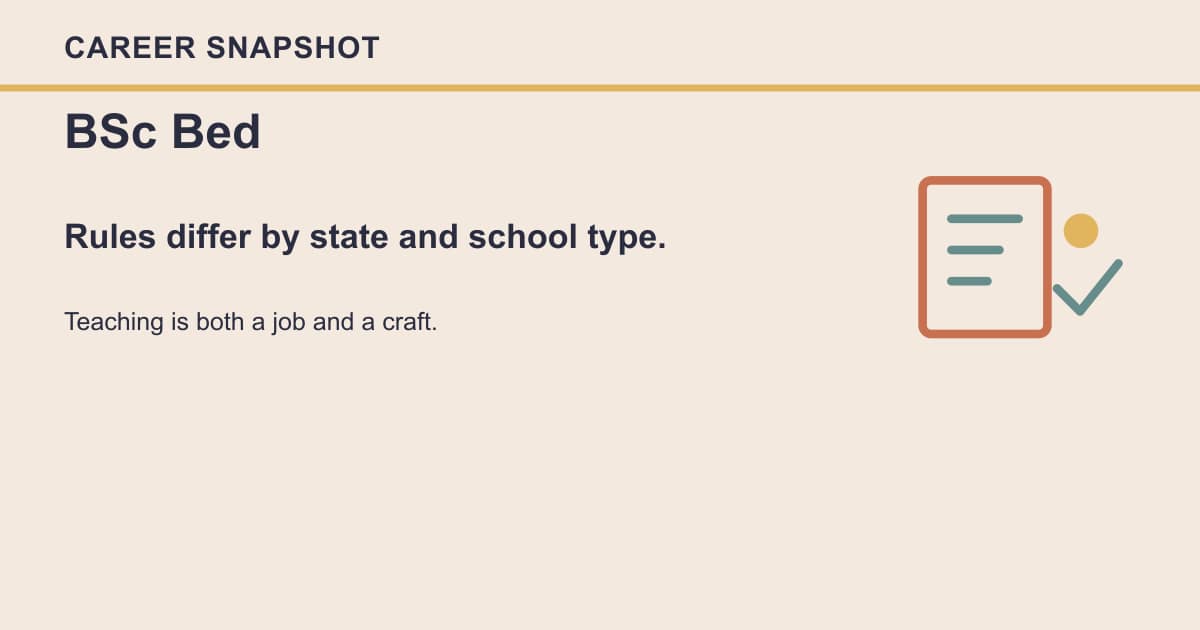 CAREER SNAPSHOT
BSc Bed
Rules differ by state and school type.
Teaching is both a job and a craft.